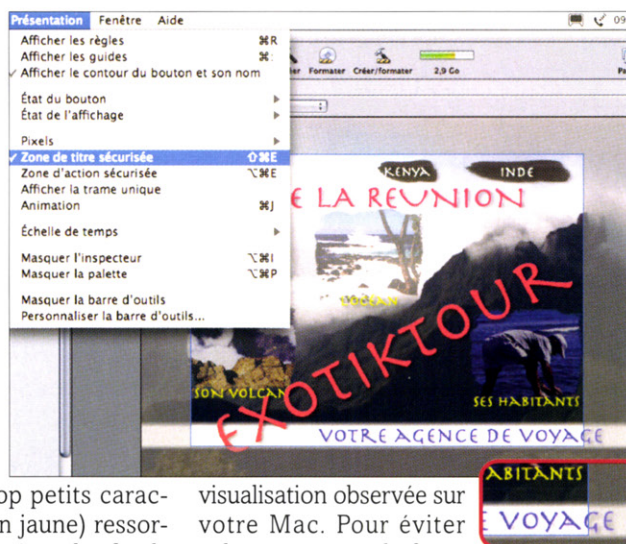 Présentation Fenêtre Aide
09
Afficher les règles ⌘R
Afficher les guides ⌘:
✓ Afficher le contour du bouton et son nom
État du bouton
État de l'affichage
Pixels
✓ Zone de titre sécurisée ⇧⌘E
Zone d'action sécurisée ⌥⌘E
Afficher la trame unique
Animation ⌘J
Échelle de temps
Masquer l'inspecteur ⌥⌘I
Masquer la palette ⌥⌘P
Masquer la barre d'outils
Personnaliser la barre d'outils...
Formater Créer/formater 2,9 Go
KENYA INDE
E LA REUNION
L'OCEAN
EXOTIKTOUR
SON VOLCAN
SES HABITANTS
VOTRE AGENCE DE VOYAGE
op petits carac-
n jaune) ressor-
visualisation observée sur
votre Mac. Pour éviter
ABITANTS
E VOYAGE